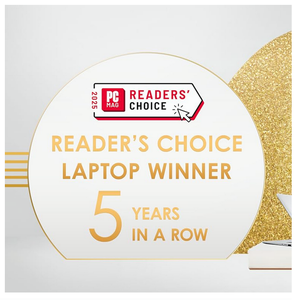 2025
PC
MAG
READERS'
CHOICE
READER'S CHOICE
LAPTOP WINNER
5 YEARS
IN A ROW